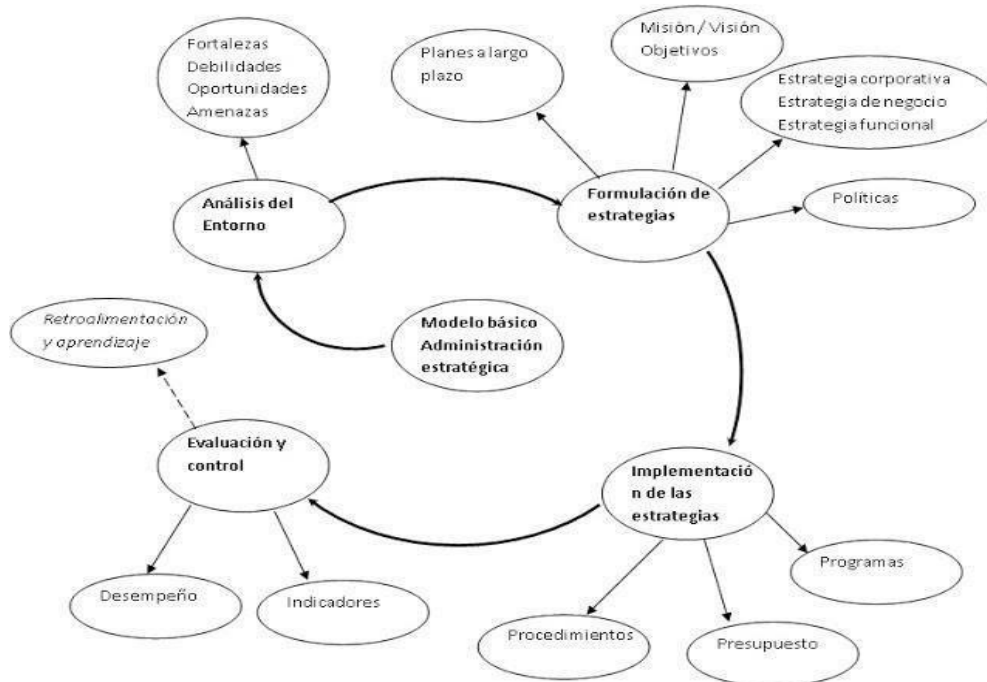 Fortalezas
Debilidades
Oportunidades
Amenazas
Planes a largo
plazo
Misión / Visión
Objetivos
Estrategia corporativa
Estrategia de negocio
Estrategia funcional
Análisis del
Entorno
Formulación de
estrategias
Políticas
Retroalimentación
y aprendizaje
Modelo básico
Administración
estratégica
Evaluación y
control
Implementació
n de las
estrategias
Programas
Desempeño
Indicadores
Procedimientos
Presupuesto